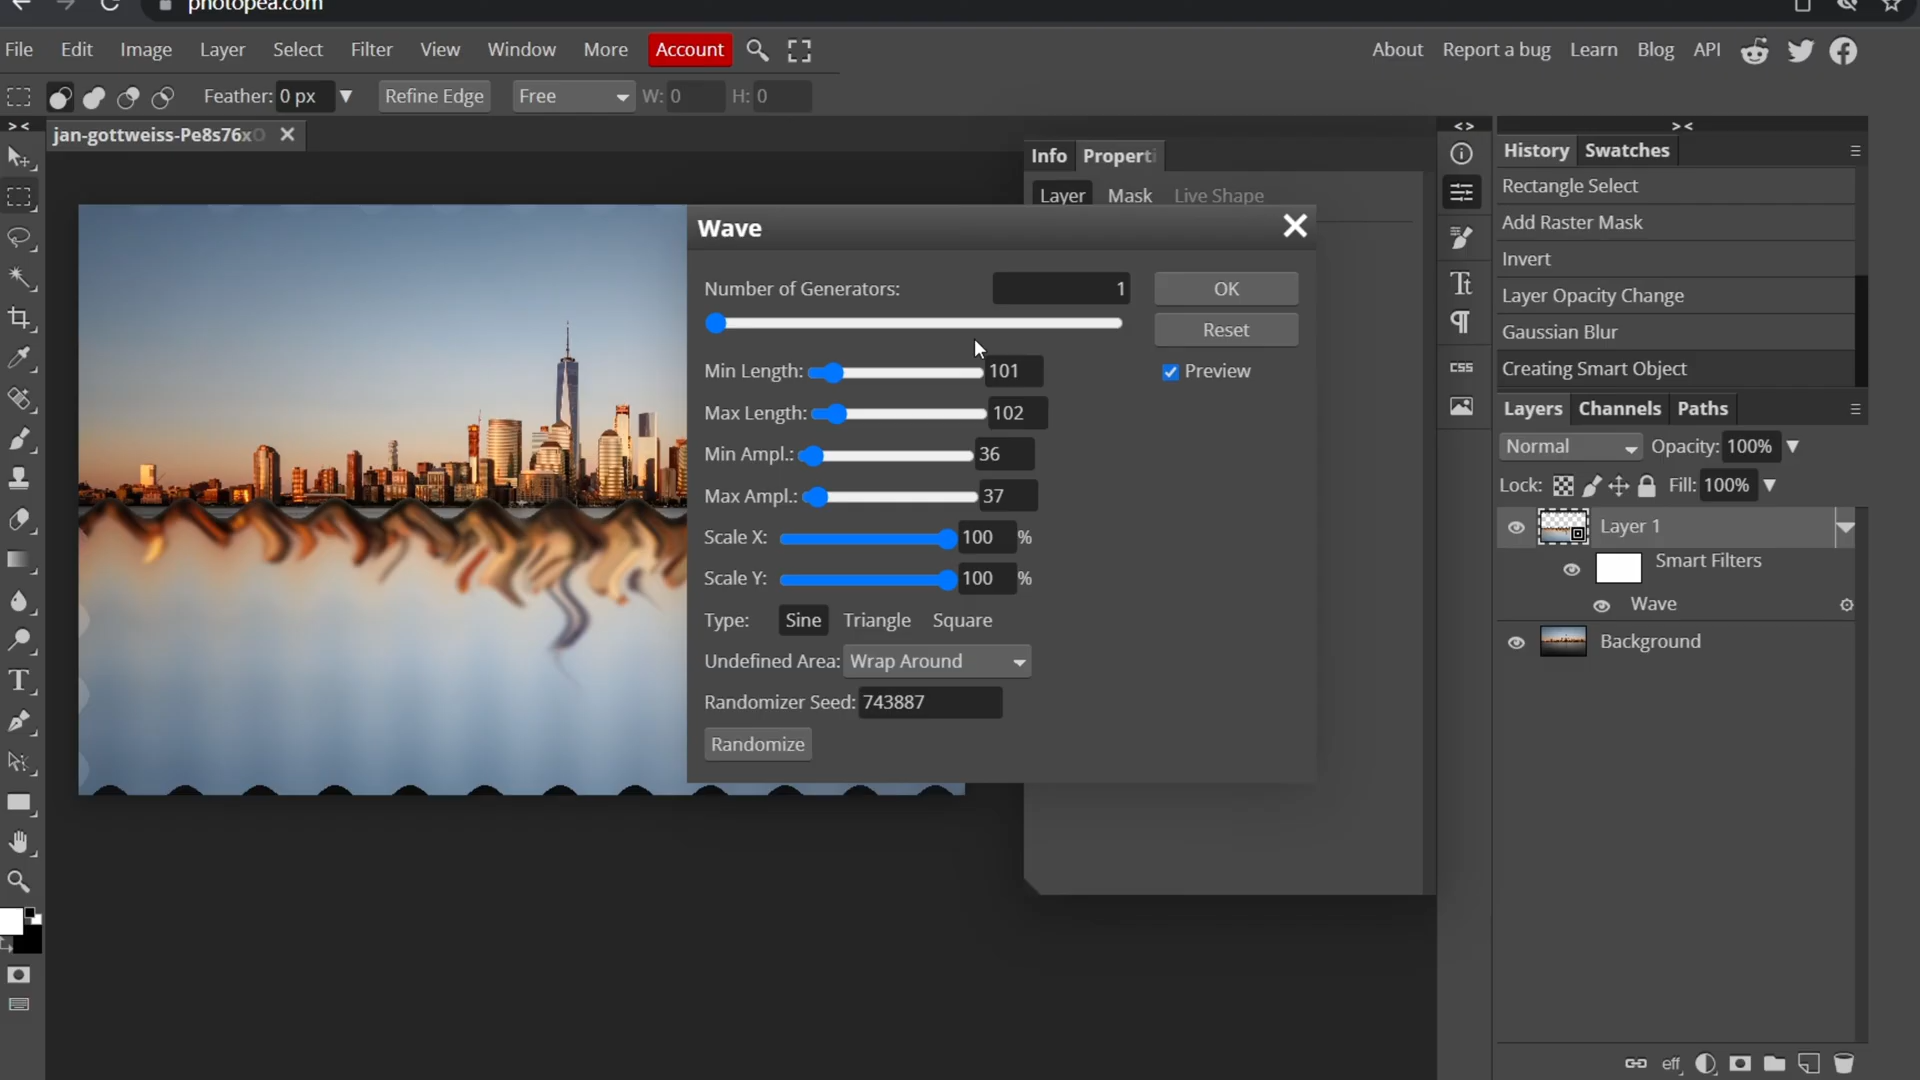 photopea.com
File Edit Image Layer Select Filter View Window More Account About Report a bug Learn Blog API
Feather: 0 px Refine Edge Free W: 0 H: 0
jan-gottweiss-Pe8s76xO
Info Properti
Layer Mask Live Shape
Wave
Number of Generators: 1 OK
Reset
Min Length: 101 Preview
Max Length: 102
Min Ampl.: 36
Max Ampl.: 37
Scale X: 100 %
Scale Y: 100 %
Type: Sine Triangle Square
Undefined Area: Wrap Around
Randomizer Seed: 743887
Randomize
CSS
History Swatches
Rectangle Select
Add Raster Mask
Invert
Layer Opacity Change
Gaussian Blur
Creating Smart Object
Layers Channels Paths
Normal Opacity: 100%
Lock: Fill: 100%
Layer 1
Smart Filters
Wave
Background
eff